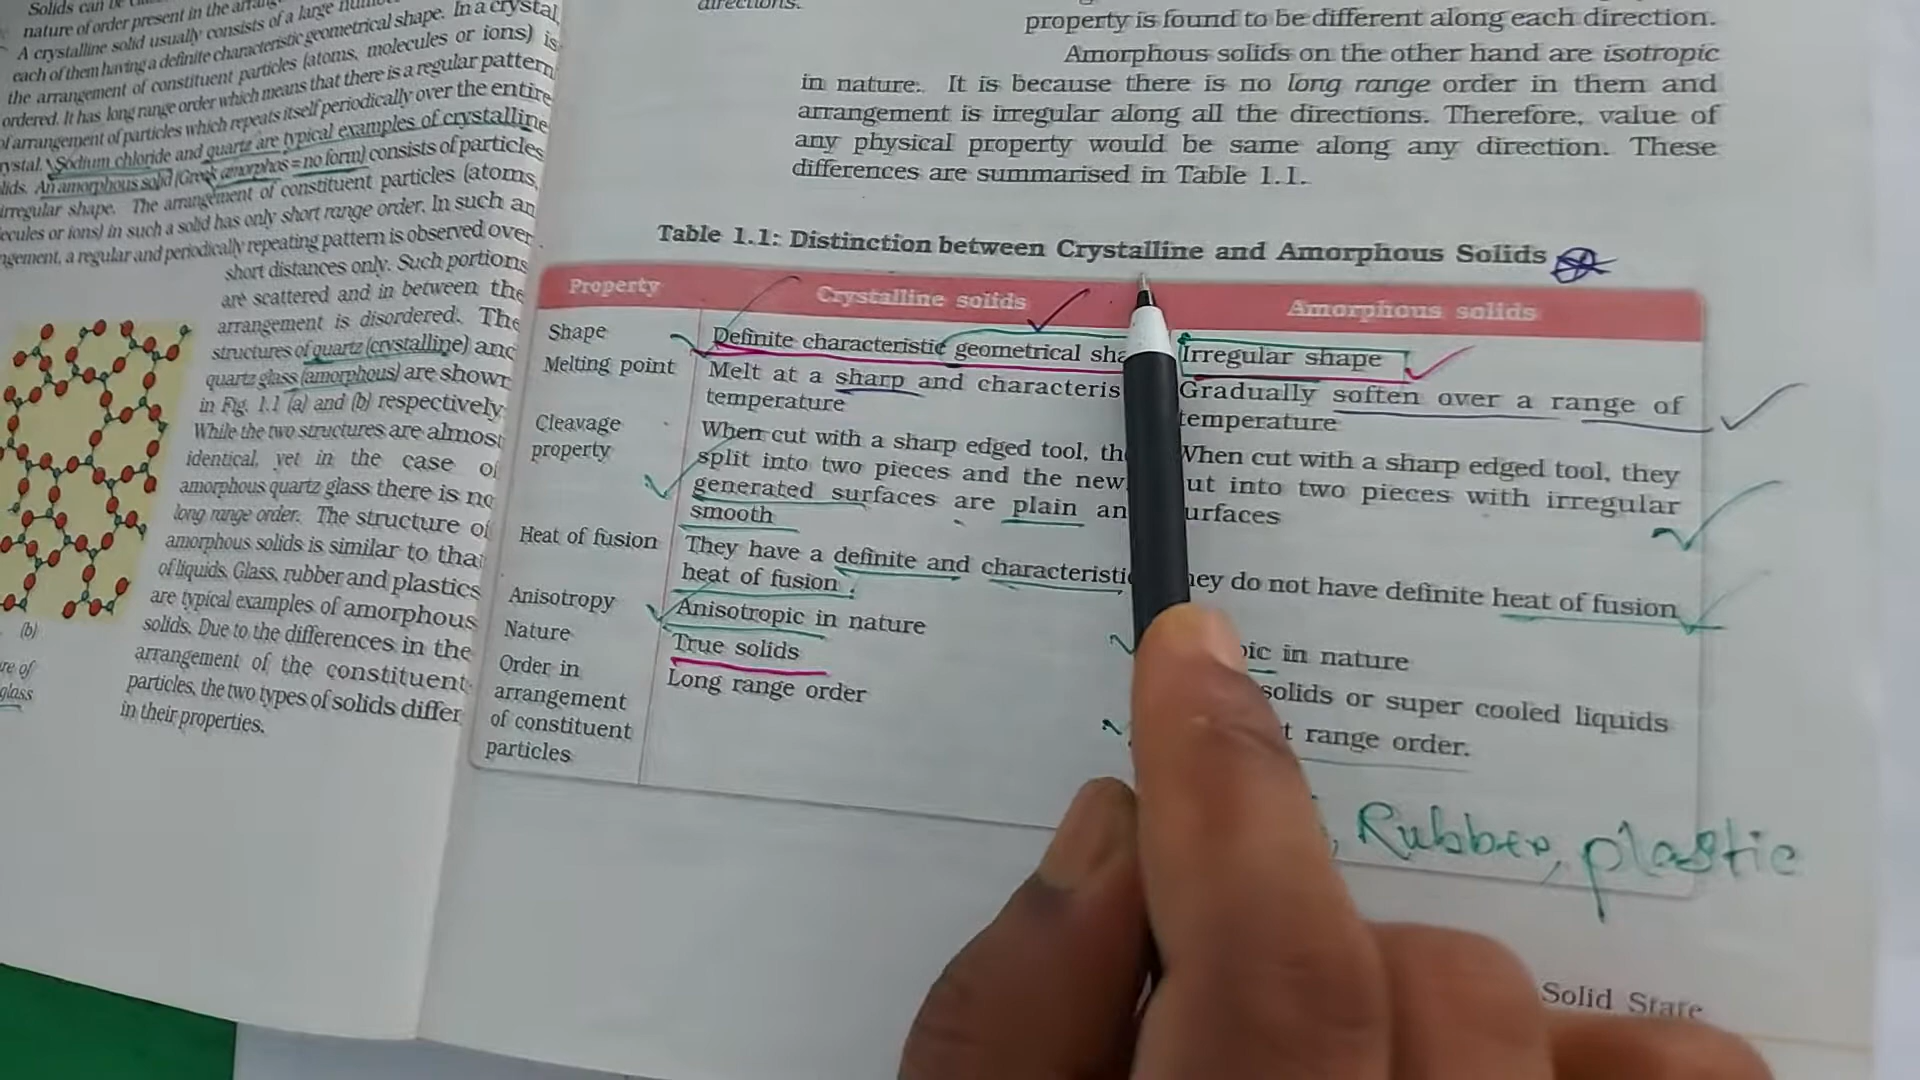 Solids can be
nature of order present in the
A crystalline solid usually consists of a large
each of them having a definite characteristic geometrical shape. In a crystal,
the arrangement of constituent particles (atoms, molecules or ions) is
ordered. It has long range order which means that there is a regular pattern
of arrangement of particles which repeats itself periodically over the entire
rystal. Sodium chloride and quartz are typical examples of crystalline
lids. An amorphous solid (Greek amorphos = no form) consists of particles
irregular shape. The arrangement of constituent particles (atoms,
ecules or ions) in such a solid has only short range order. In such an
ngement, a regular and periodically repeating pattern is observed over
short distances only. Such portions
are scattered and in between the
arrangement is disordered. The
structures of quartz (crystalline) and
quartz glass (amorphous) are shown
in Fig. 1.1 (a) and (b) respectively
While the two structures are almost
identical, yet in the case of
amorphous quartz glass there is no
long range order. The structure of
amorphous solids is similar to that
of liquids. Glass, rubber and plastics
are typical examples of amorphous
solids. Due to the differences in the
arrangement of the constituent
particles, the two types of solids differ
in their properties.
(b)
re of
glass
directions.
property is found to be different along each direction.
Amorphous solids on the other hand are isotropic
in nature. It is because there is no long range order in them and
arrangement is irregular along all the directions. Therefore, value of
any physical property would be same along any direction. These
differences are summarised in Table 1.1.
Table 1.1: Distinction between Crystalline and Amorphous Solids
Property Crystalline solids Amorphous solids
Shape Definite characteristic geometrical sha Irregular shape
Melting point Melt at a sharp and characteris Gradually soften over a range of
temperature temperature
Cleavage When cut with a sharp edged tool, th When cut with a sharp edged tool, they
property split into two pieces and the new ut into two pieces with irregular
generated surfaces are plain an urfaces
smooth
Heat of fusion They have a definite and characteristi hey do not have definite heat of fusion
heat of fusion
Anisotropy Anisotropic in nature pic in nature
Nature True solids solids or super cooled liquids
Order in Long range order t range order.
arrangement
of constituent
particles
, Rubber, plastic
Solid State